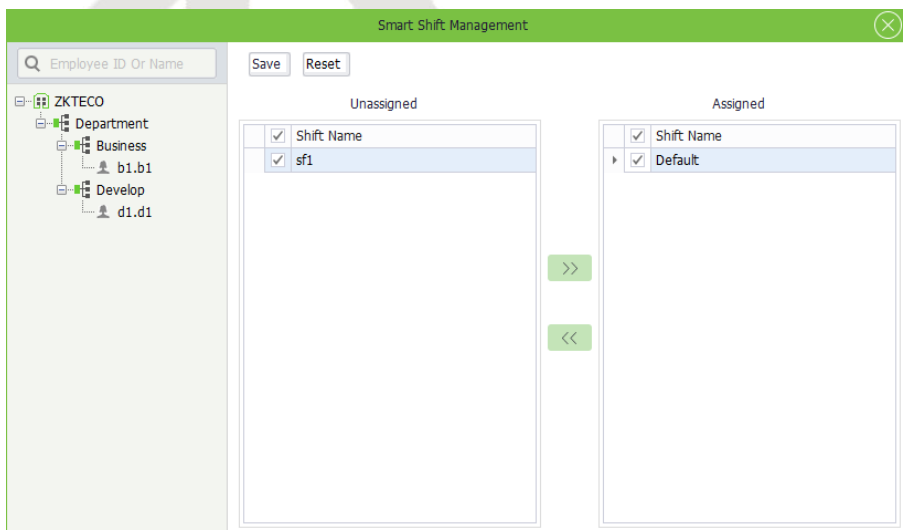 Smart Shift Management
Employee ID Or Name
Save Reset
ZKTECO
Department
Business
b1.b1
Develop
d1.d1
Unassigned
Shift Name
sf1
>>
<<
Assigned
Shift Name
Default